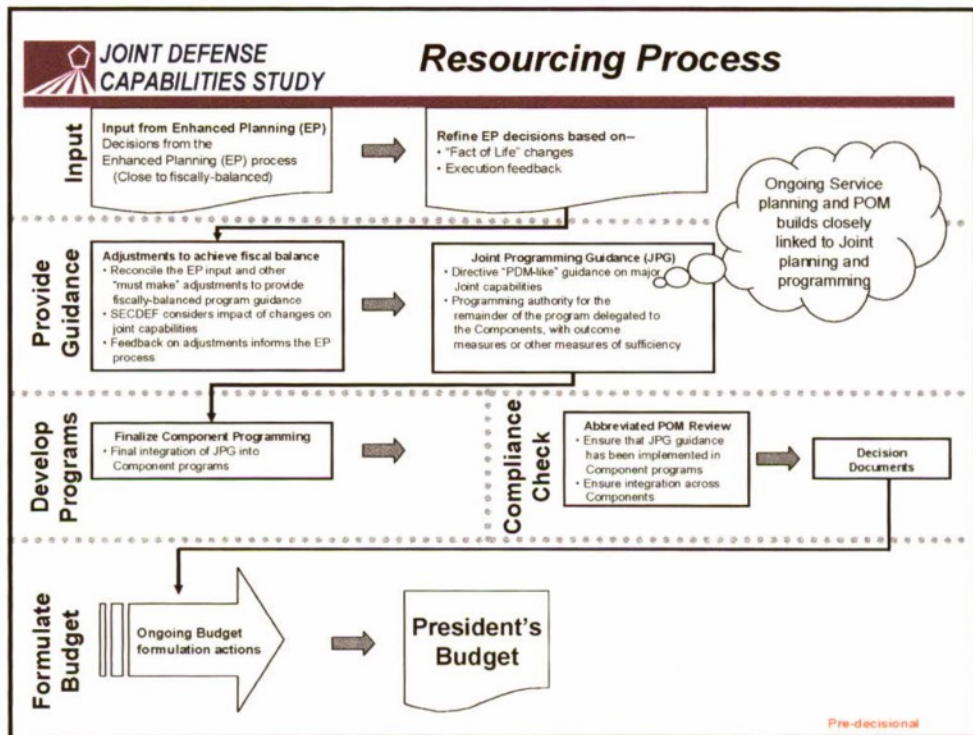 JOINT DEFENSE
CAPABILITIES STUDY
Resourcing Process
Input
Input from Enhanced Planning (EP)
Decisions from the
Enhanced Planning (EP) process
(Close to fiscally-balanced)
Refine EP decisions based on–
• "Fact of Life" changes
• Execution feedback
Ongoing Service
planning and POM
builds closely
linked to Joint
planning and
programming
Provide
Guidance
Adjustments to achieve fiscal balance
• Reconcile the EP input and other
"must make" adjustments to provide
fiscally-balanced program guidance
• SECDEF considers impact of changes on
joint capabilities
• Feedback on adjustments informs the EP
process
Joint Programming Guidance (JPG)
• Directive "PDM-like" guidance on major
Joint capabilities
• Programming authority for the
remainder of the program delegated to
the Components, with outcome
measures or other measures of sufficiency
Develop
Programs
Finalize Component Programming
• Final integration of JPG into
Component programs
Compliance
Check
Abbreviated POM Review
• Ensure that JPG guidance
has been implemented in
Component programs
• Ensure integration across
Components
Decision
Documents
Formulate
Budget
Ongoing Budget
formulation actions
President's
Budget
Pre-decisional